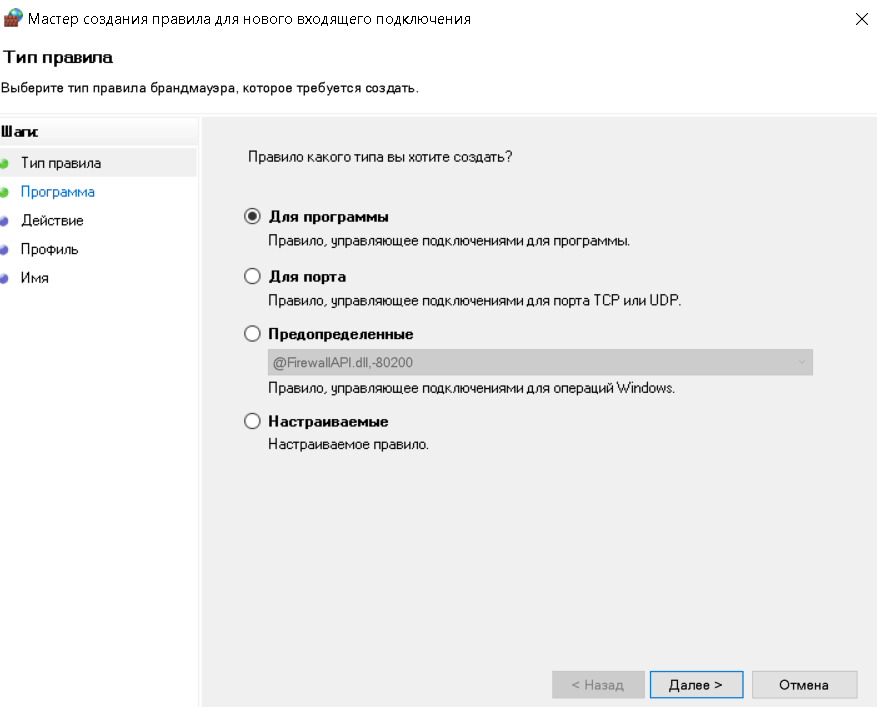 Мастер создания правила для нового входящего подключения
Тип правила
Выберите тип правила брандмауэра, которое требуется создать.
Шаги:
Тип правила
Программа
Действие
Профиль
Имя
Правило какого типа вы хотите создать?
Для программы
Правило, управляющее подключениями для программы.
Для порта
Правило, управляющее подключениями для порта TCP или UDP.
Предопределенные
@FirewallAPI.dll,-80200
Правило, управляющее подключениями для операций Windows.
Настраиваемые
Настраиваемое правило.
< Назад
Далее >
Отмена